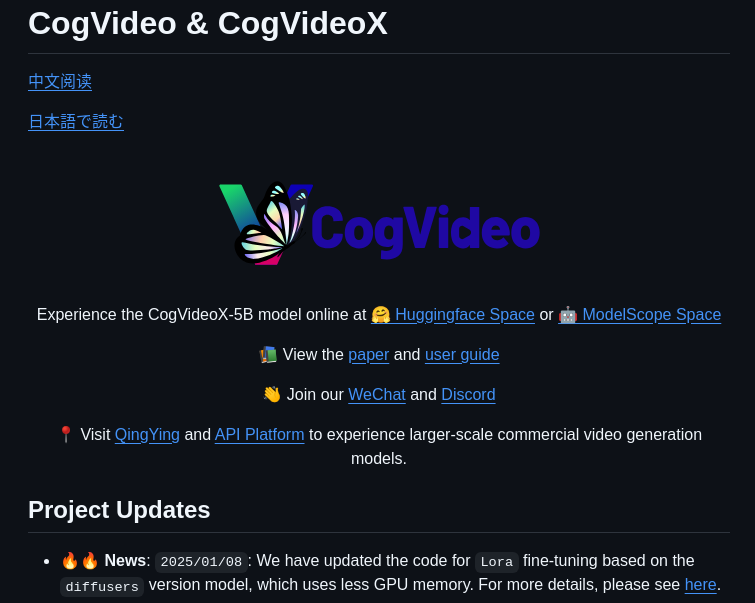 CogVideo & CogVideoX
中文阅读
日本語で読む
CogVideo
Experience the CogVideoX-5B model online at 🤗 Huggingface Space or 🤖 ModelScope Space
📚 View the paper and user guide
👋 Join our WeChat and Discord
📍 Visit QingYing and API Platform to experience larger-scale commercial video generation
models.
Project Updates
• 🔥🔥 News: 2025/01/08: We have updated the code for Lora fine-tuning based on the
diffusers version model, which uses less GPU memory. For more details, please see here.